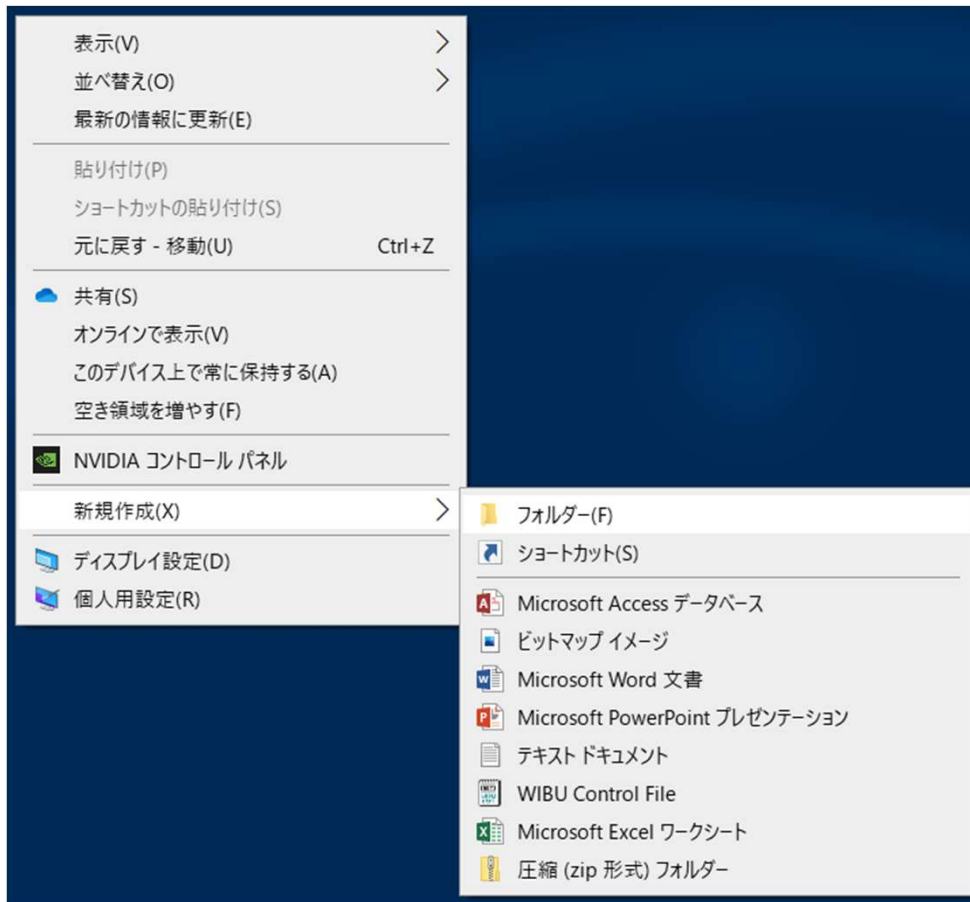 表示(V)
並べ替え(O)
最新の情報に更新(E)
貼り付け(P)
ショートカットの貼り付け(S)
元に戻す - 移動(U) Ctrl+Z
共有(S)
オンラインで表示(V)
このデバイス上で常に保持する(A)
空き領域を増やす(F)
NVIDIA コントロール パネル
新規作成(X)
ディスプレイ設定(D)
個人用設定(R)
フォルダー(F)
ショートカット(S)
Microsoft Access データベース
ビットマップ イメージ
Microsoft Word 文書
Microsoft PowerPoint プレゼンテーション
テキスト ドキュメント
WIBU Control File
Microsoft Excel ワークシート
圧縮 (zip 形式) フォルダー